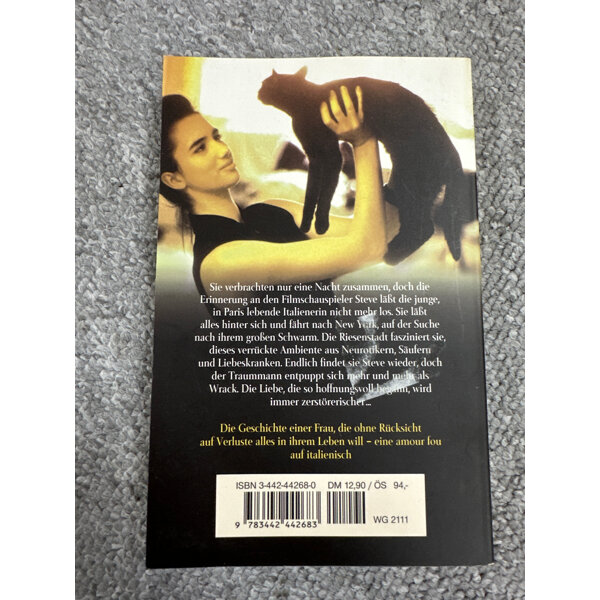 Sie verbrachten nur eine Nacht zusammen, doch die
Erinnerung an den Filmschauspieler Steve läßt die junge,
in Paris lebende Italienerin nicht mehr los. Sie läßt
alles hinter sich und fährt nach New York, auf der Suche
nach ihrem großen Schwarm. Die Riesenstadt fasziniert sie,
dieses verrückte Ambiente aus Neurotikern, Säufern
und Liebeskranken. Endlich findet sie Steve wieder, doch
der Traummann entpuppt sich mehr und mehr als
Wrack. Die Liebe, die so hoffnungsvoll begann, wird
immer zerstörerischer...
Die Geschichte einer Frau, die ohne Rücksicht
auf Verluste alles in ihrem Leben will – eine amour fou
auf italienisch
ISBN 3-442-44268-0 DM 12,90 / ÖS 94,-
9 783442 442683 WG 2111